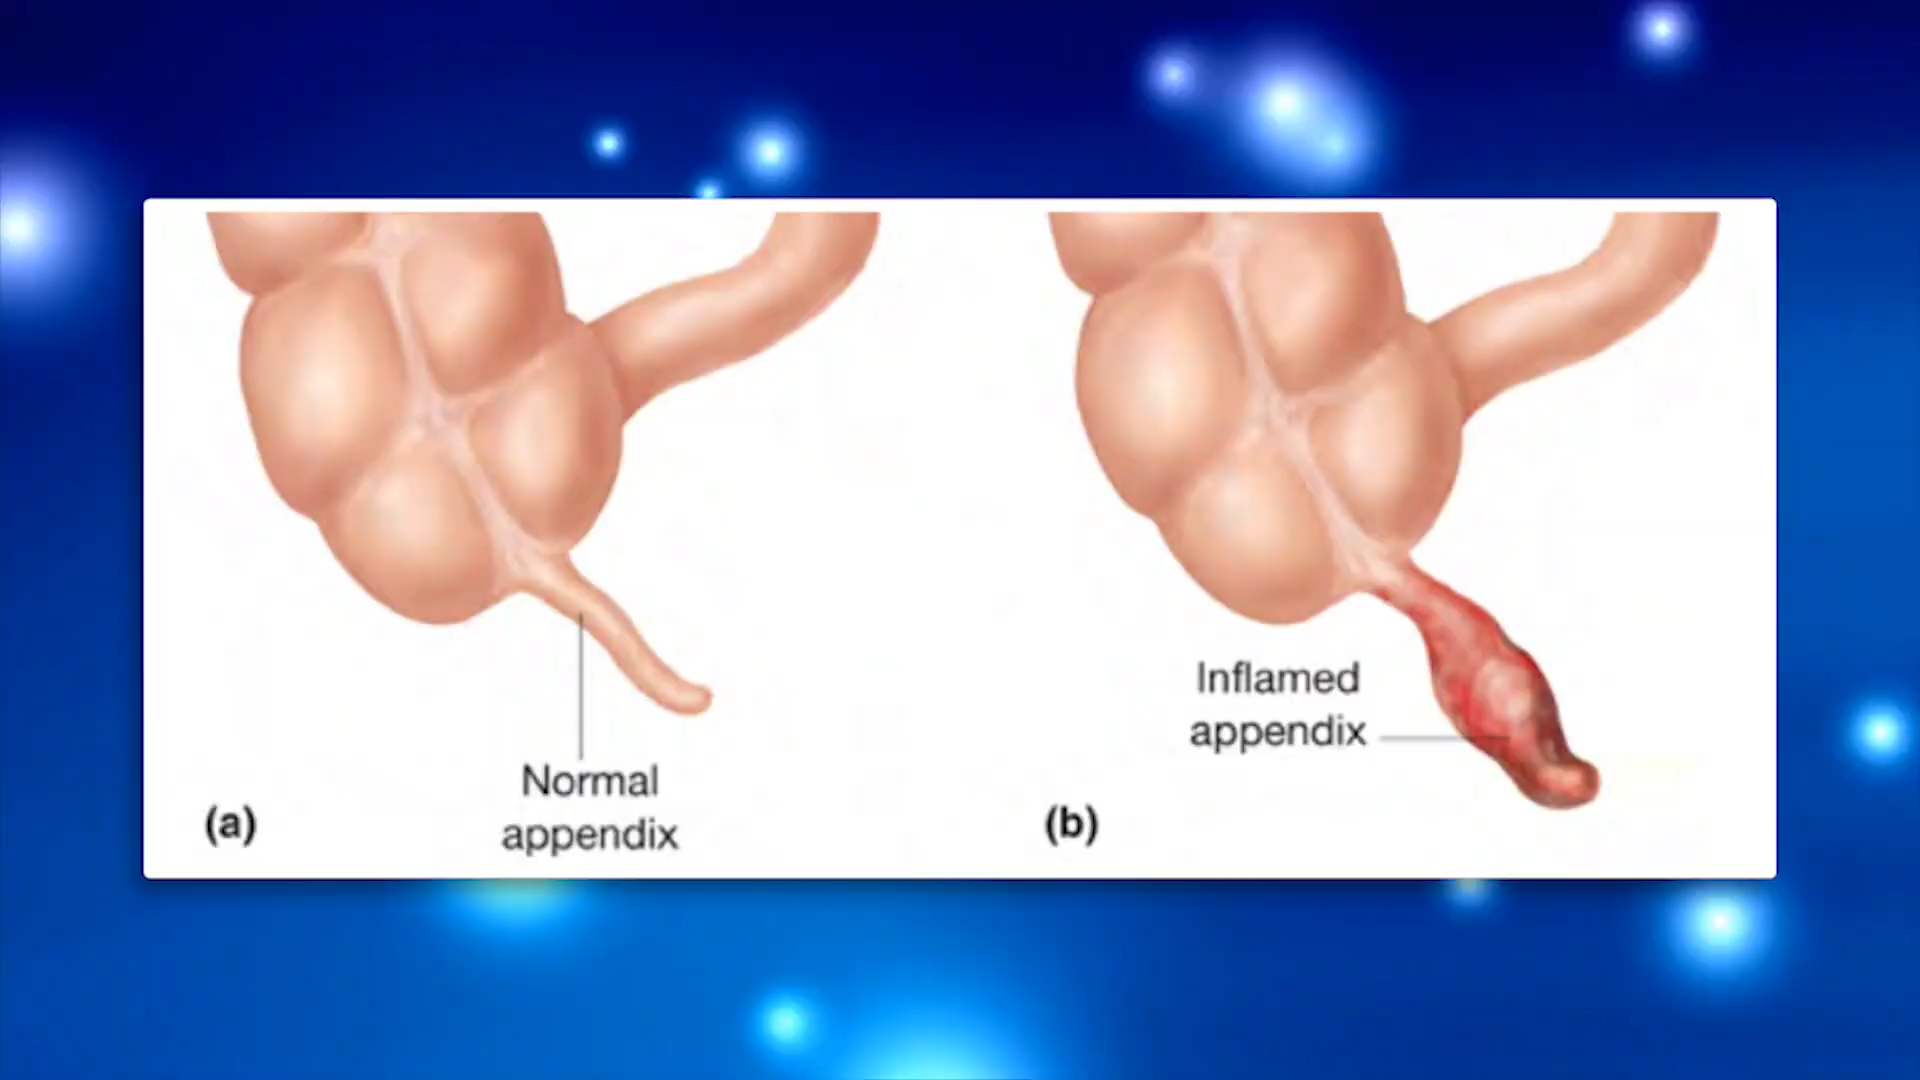 Normal
appendix
(a)
Inflamed
appendix
(b)